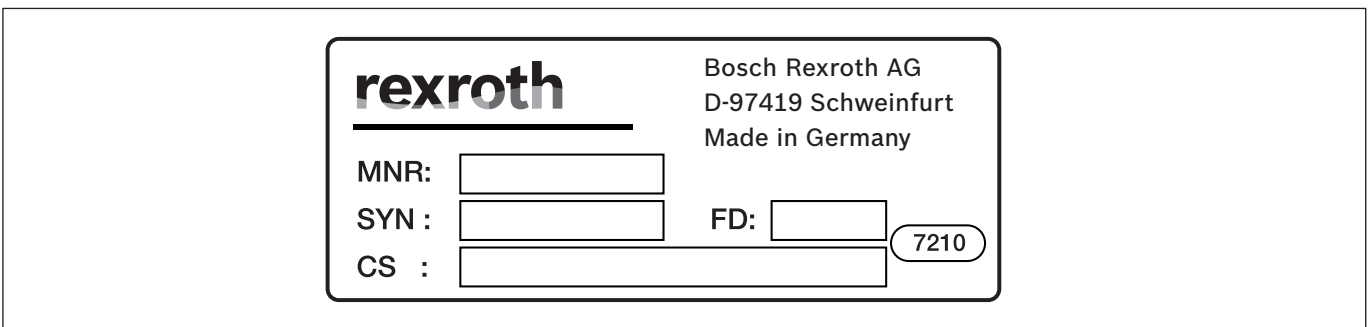 rexroth
Bosch Rexroth AG
D-97419 Schweinfurt
Made in Germany
MNR:
SYN :
FD:
7210
CS :